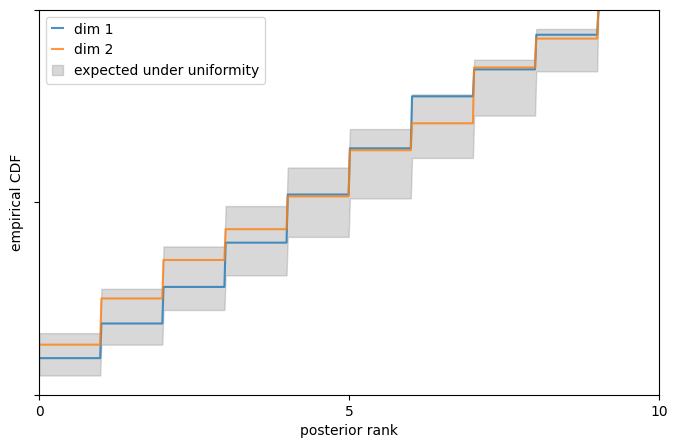 dim 1
dim 2
expected under uniformity
empirical CDF
0
5
10
posterior rank